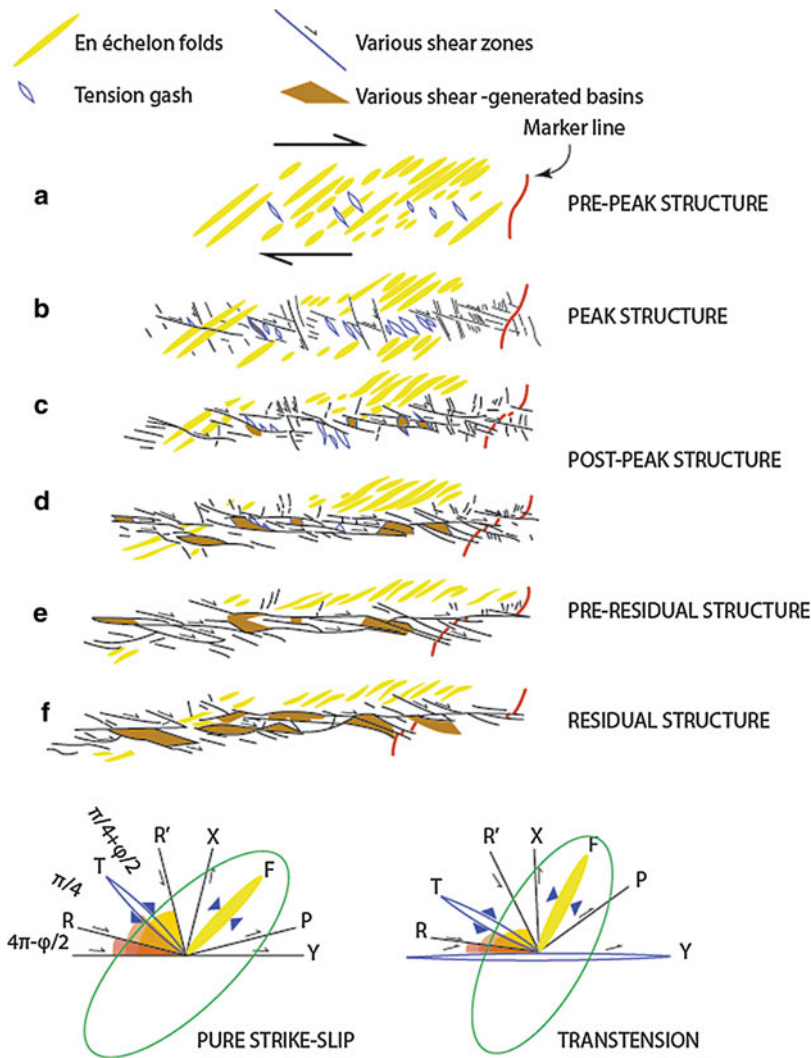 En échelon folds
Various shear zones
Tension gash
Various shear -generated basins
Marker line
a
PRE-PEAK STRUCTURE
b
PEAK STRUCTURE
c
POST-PEAK STRUCTURE
d
e
PRE-RESIDUAL STRUCTURE
f
RESIDUAL STRUCTURE
π/4+φ/2
R'
X
T
F
π/4
R
P
4π-φ/2
Y
PURE STRIKE-SLIP
R'
X
F
T
P
R
Y
TRANSTENSION